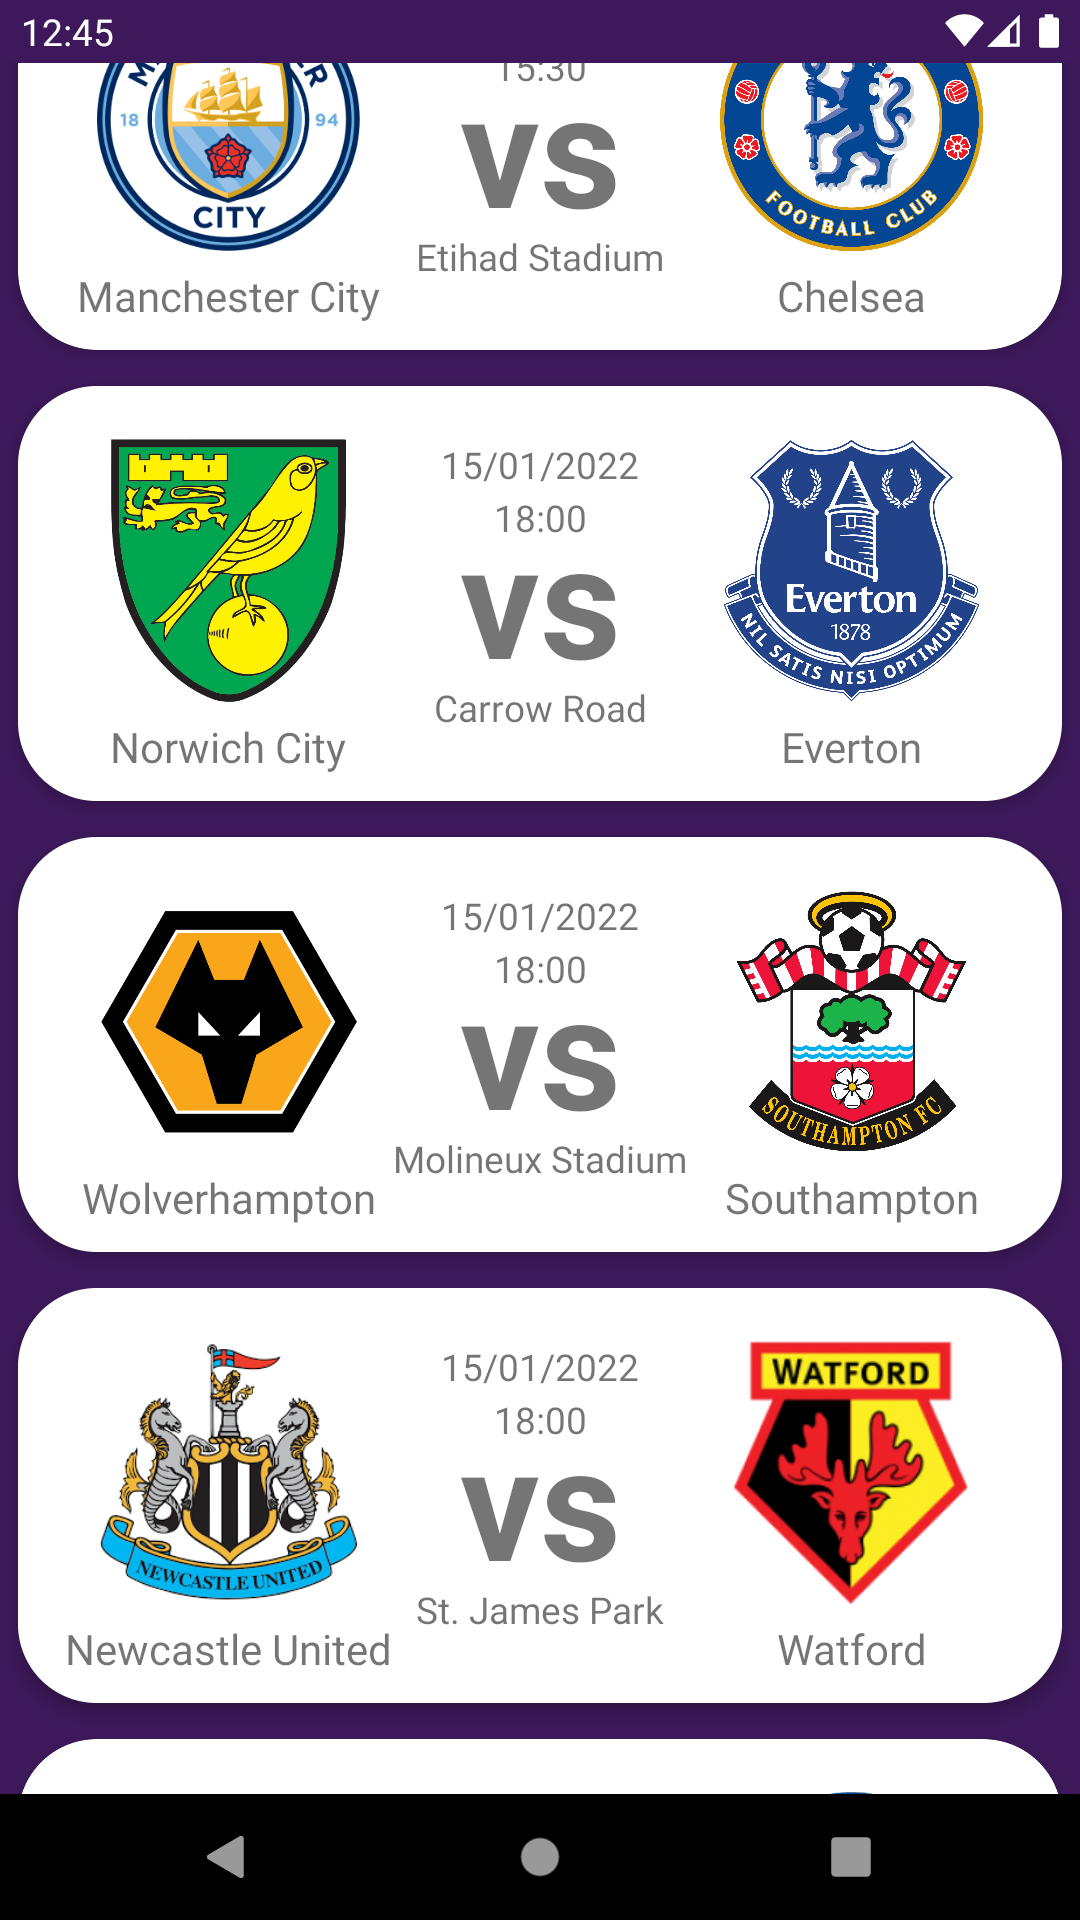 12:45
15:30
18 94
CITY
VS
FOOTBALL CLUB
Etihad Stadium
Manchester City
Chelsea
15/01/2022
18:00
VS
Everton
1878
NIL SATIS NISI OPTIMUM
Carrow Road
Norwich City
Everton
15/01/2022
18:00
VS
SOUTHAMPTON FC
Molineux Stadium
Wolverhampton
Southampton
15/01/2022
18:00
WATFORD
VS
NEWCASTLE UNITED
St. James Park
Newcastle United
Watford